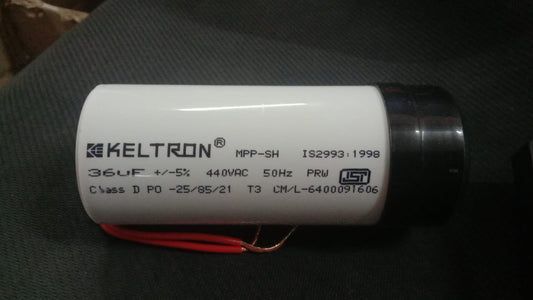 KELTRON® MPP-SH IS2993:1998
36uF +/-5% 440VAC 50Hz PRW ISI
Class D PO -25/85/21 T3 CM/L-6400091606